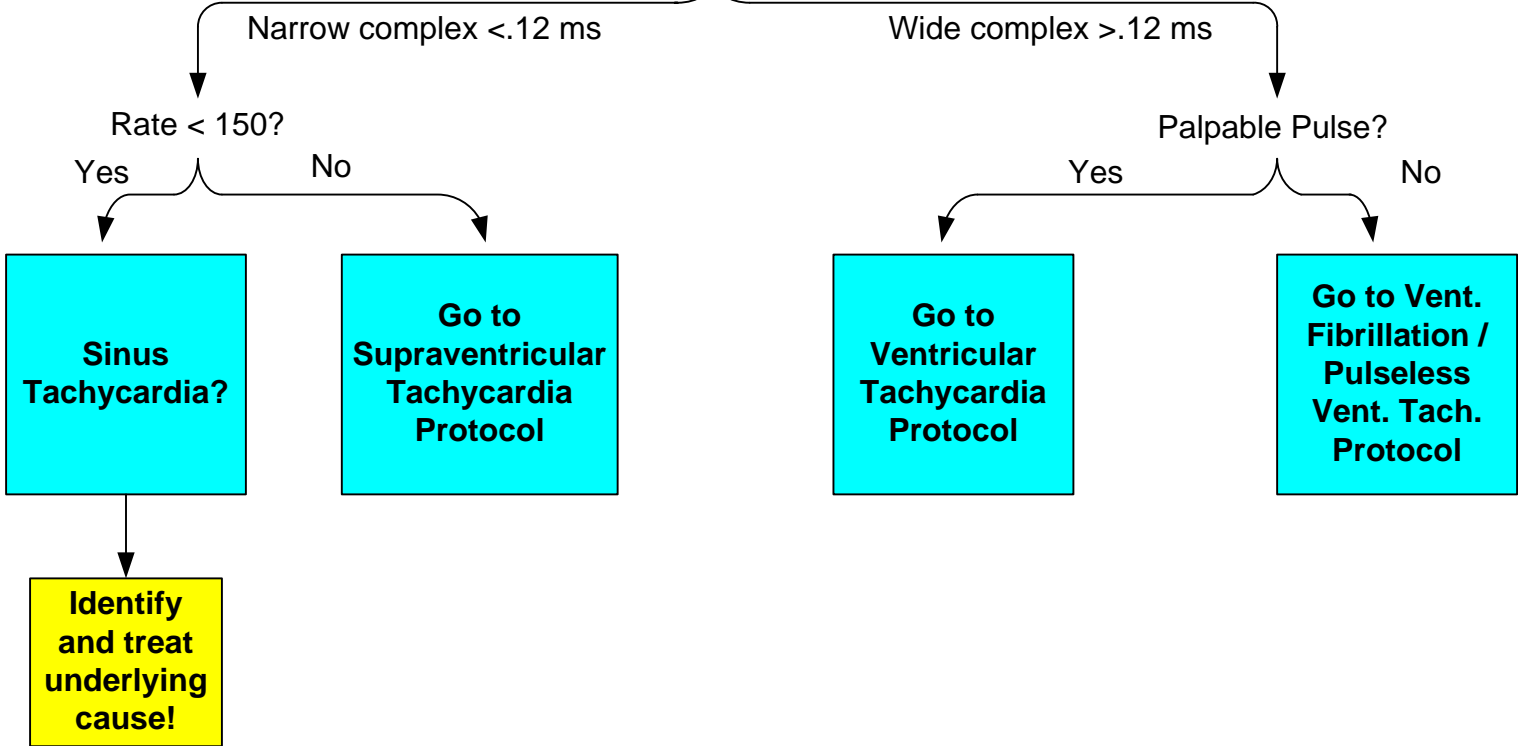 Narrow complex <.12 ms
Wide complex >.12 ms
Rate < 150?
Palpable Pulse?
Yes
No
Yes
No
Sinus
Tachycardia?
Go to
Supraventricular
Tachycardia
Protocol
Go to
Ventricular
Tachycardia
Protocol
Go to Vent.
Fibrillation /
Pulseless
Vent. Tach.
Protocol
Identify
and treat
underlying
cause!